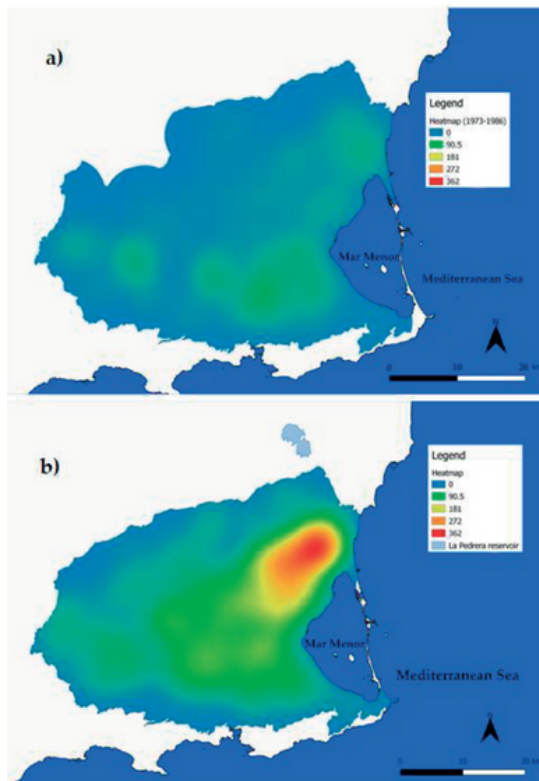 a)
Legend
Heatmap (1973-1986)
0
90.5
181
272
362
Mar Menor
Mediterranean Sea
N
0 10 20
b)
Legend
Heatmap
0
90.5
181
272
362
La Pedrera reservoir
Mar Menor
Mediterranean Sea
N
0 10 20